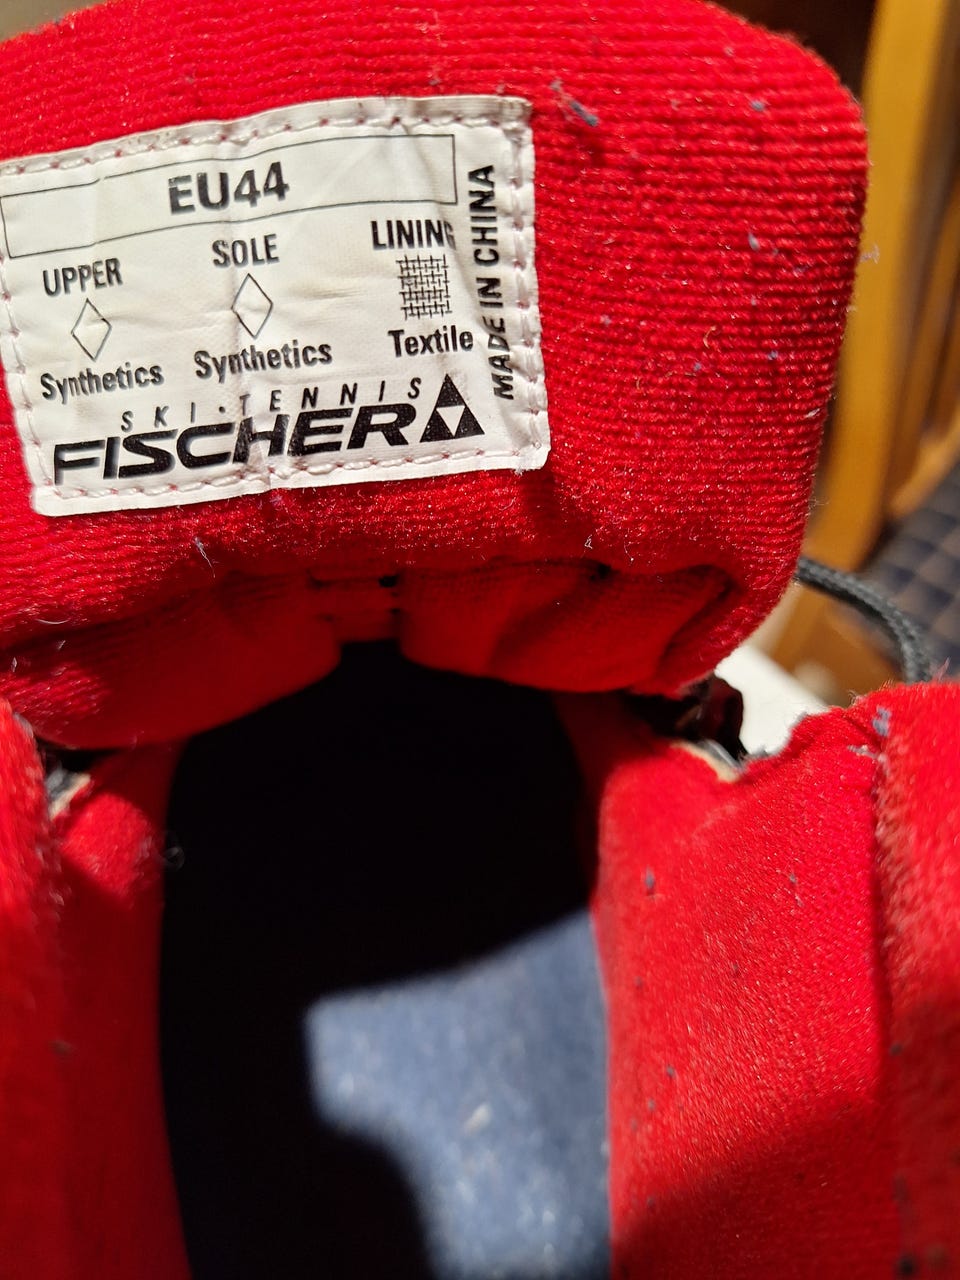 EU44
UPPER SOLE LINING
Synthetics Synthetics Textile
SKI·TENNIS
FISCHER
MADE IN CHINA